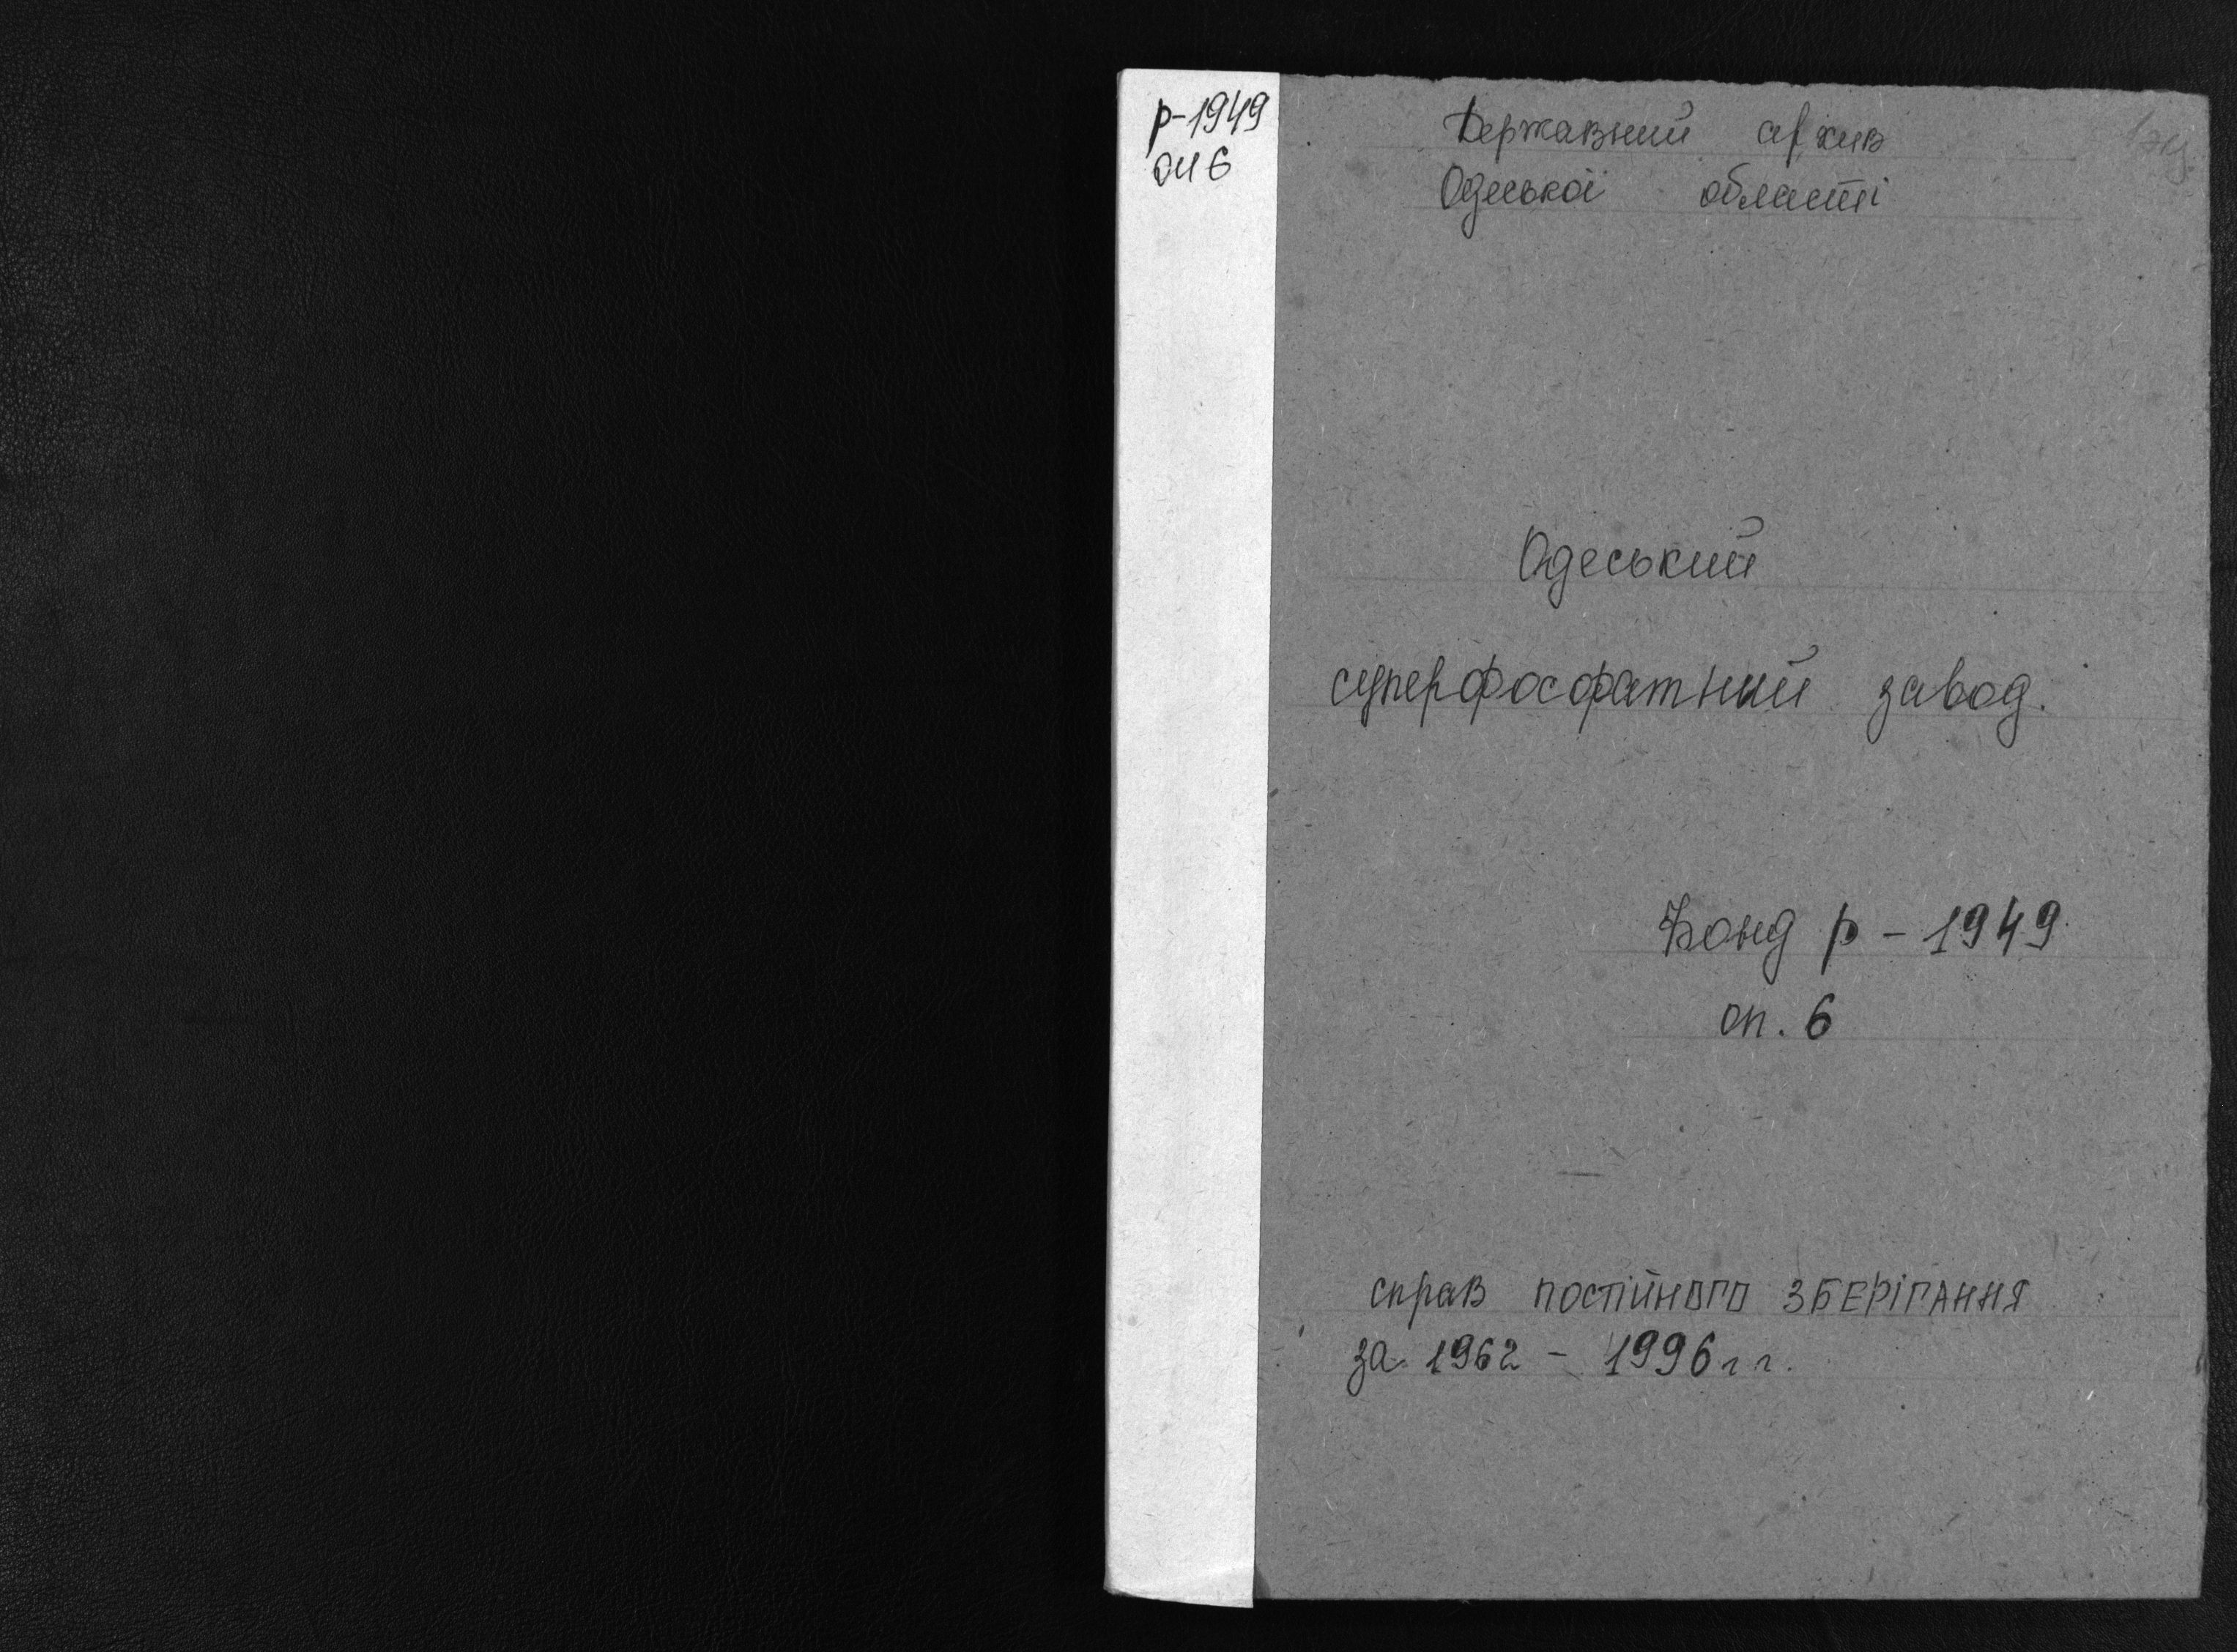 р-1949
оп 6
Державний архив
Одеської області
Одеський
суперфосфатний завод.
Фонд р - 1949
оп. 6
справ постійного зберігання
за 1962 - 1996 г г.